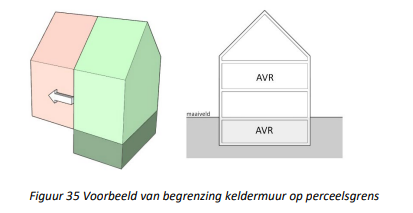 AVR
maaiveld
AVR
Figuur 35 Voorbeeld van begrenzing keldermuur op perceelsgrens